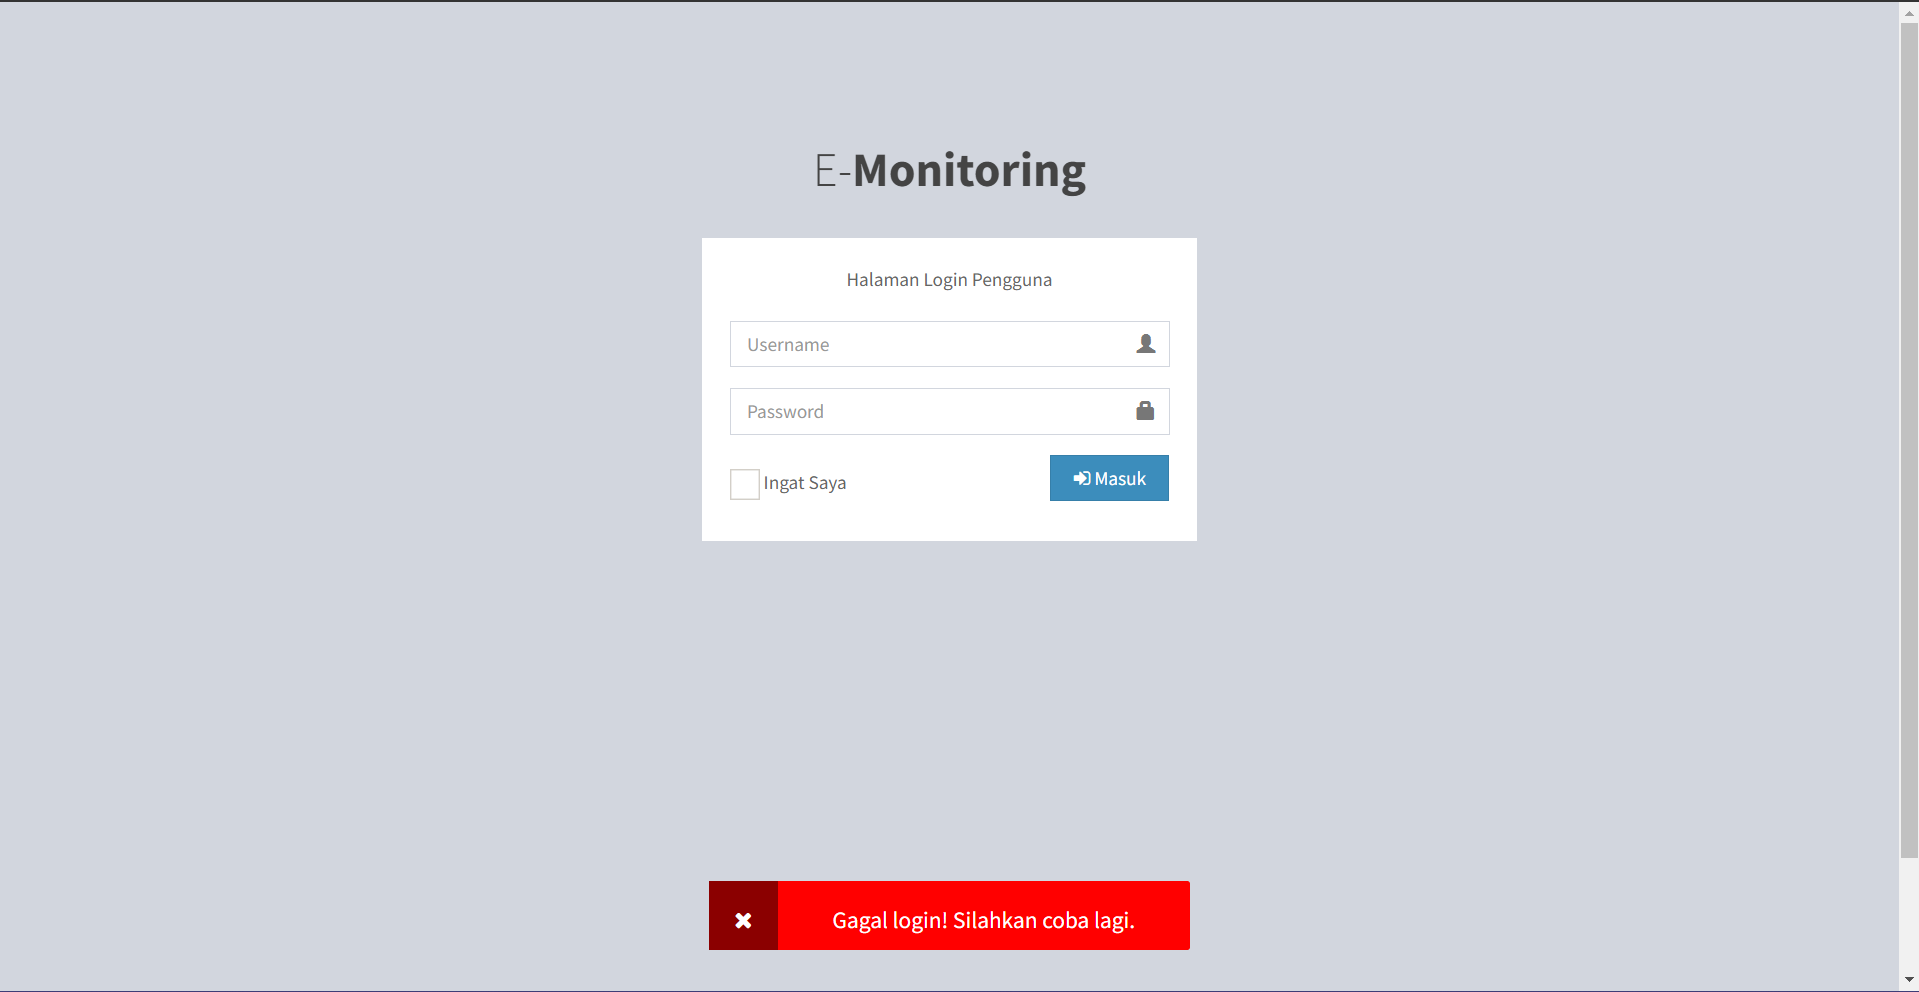 E-Monitoring
Halaman Login Pengguna
Username
Password
Ingat Saya
Masuk
Gagal login! Silahkan coba lagi.